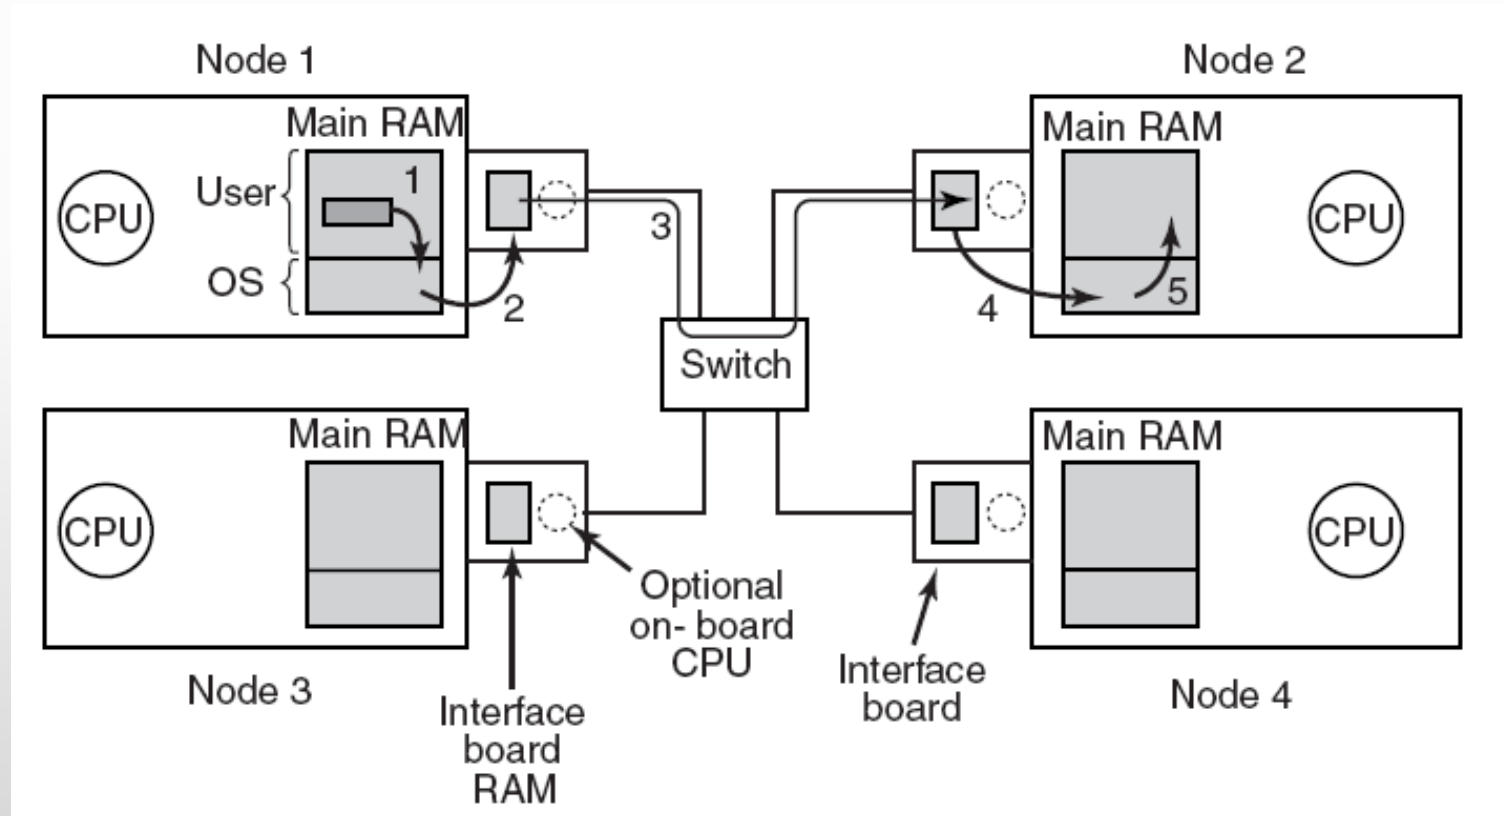 Node 1
Node 2
Main RAM
Main RAM
User
1
CPU
CPU
3
OS
2
4
5
Switch
Main RAM
Main RAM
CPU
CPU
Optional
on- board
CPU
Interface
board
Node 3
Node 4
Interface
board
RAM